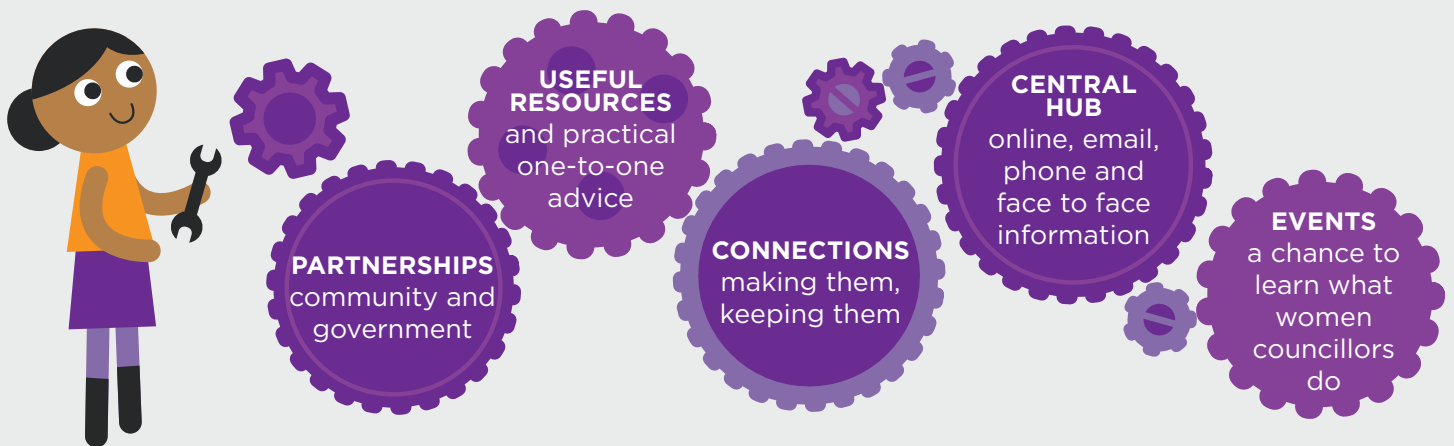 PARTNERSHIPS
community and
government
USEFUL
RESOURCES
and practical
one-to-one
advice
CONNECTIONS
making them,
keeping them
CENTRAL
HUB
online, email,
phone and
face to face
information
EVENTS
a chance to
learn what
women
councillors
do